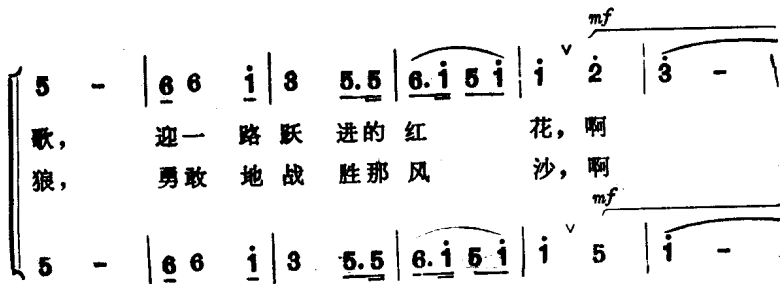 mf
5 - | 6 6 i̇ | 3 5.5 | 6.i̇ 5 i̇ | i̇ ∨ 2̇ | 3̇ -
歌， 迎一 路跃 进的 红 花，啊
狼， 勇敢 地战 胜那 风 沙，啊
mf
5 - | 6 6 i̇ | 3 5.5 | 6.i̇ 5 i̇ | i̇ ∨ 5 | i̇ -